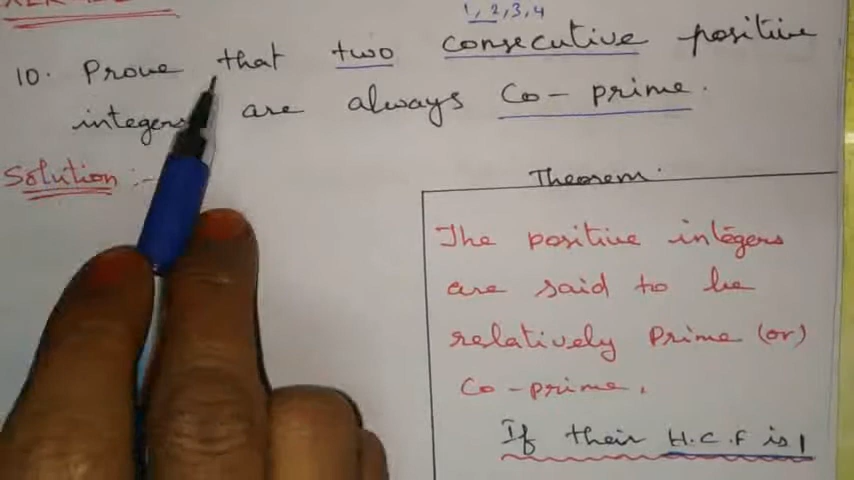 1, 2, 3, 4
10. Prove that two consecutive positive
integers are always Co - prime.
Solution :-
Theorem.
The positive integers
are said to be
relatively Prime (or)
Co - prime.
If their H.C.F is 1